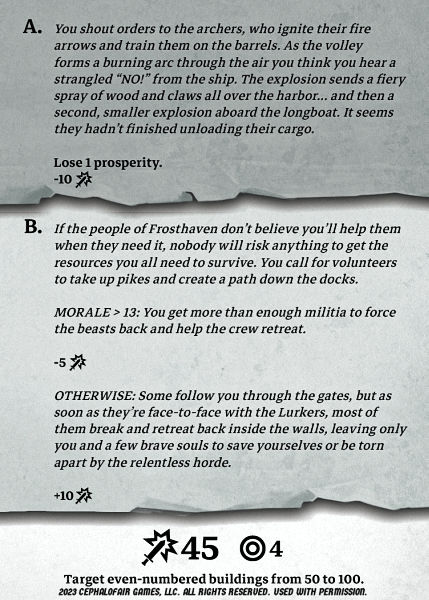 A. You shout orders to the archers, who ignite their fire
arrows and train them on the barrels. As the volley
forms a burning arc through the air you think you hear a
strangled “NO!” from the ship. The explosion sends a fiery
spray of wood and claws all over the harbor... and then a
second, smaller explosion aboard the longboat. It seems
they hadn’t finished unloading their cargo.
Lose 1 prosperity.
-10
B. If the people of Frosthaven don’t believe you’ll help them
when they need it, nobody will risk anything to get the
resources you all need to survive. You call for volunteers
to take up pikes and create a path down the docks.
MORALE > 13: You get more than enough militia to force
the beasts back and help the crew retreat.
-5
OTHERWISE: Some follow you through the gates, but as
soon as they’re face-to-face with the Lurkers, most of
them break and retreat back inside the walls, leaving only
you and a few brave souls to save yourselves or be torn
apart by the relentless horde.
+10
45 4
Target even-numbered buildings from 50 to 100.
2023 CEPHALOFAIR GAMES, LLC. ALL RIGHTS RESERVED. USED WITH PERMISSION.